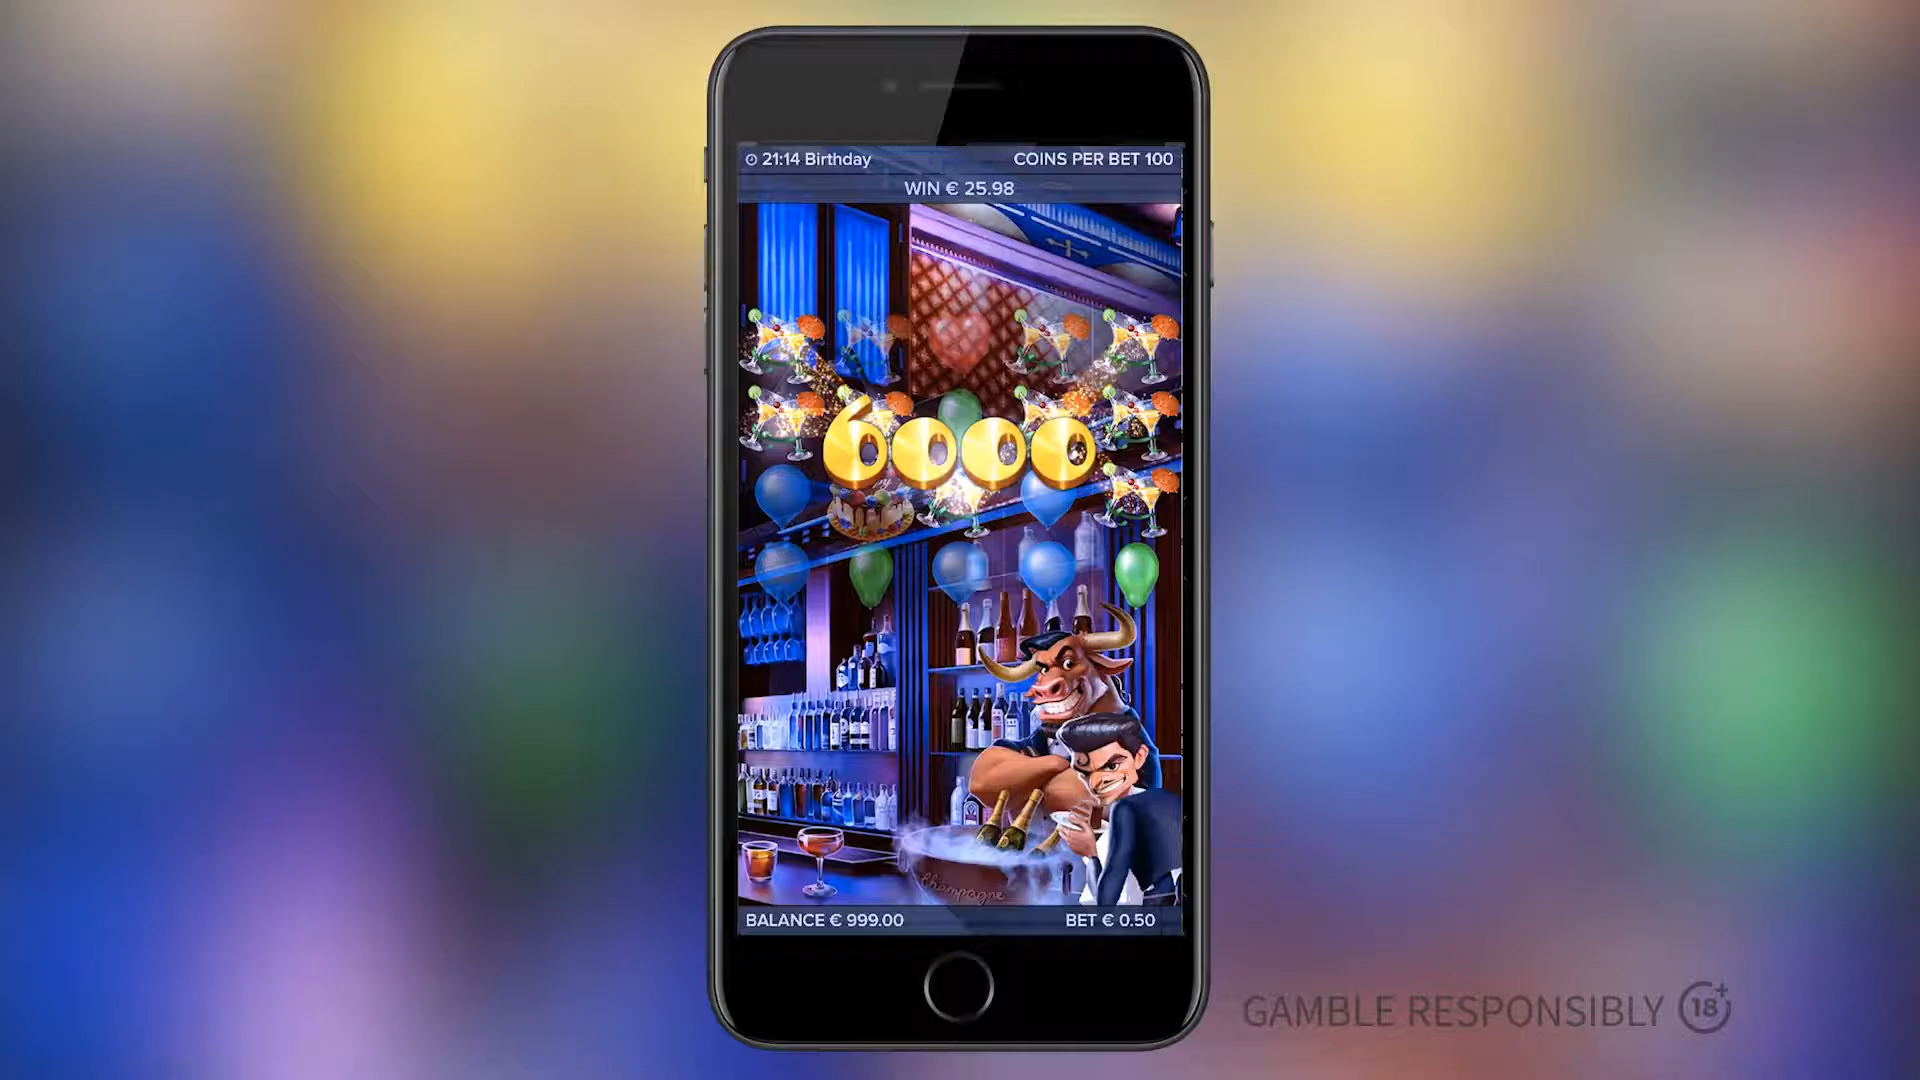 21:14 Birthday
COINS PER BET 100
WIN € 25.98
6000
Champagne
BALANCE € 999.00
BET € 0.50
GAMBLE RESPONSIBLY 18+